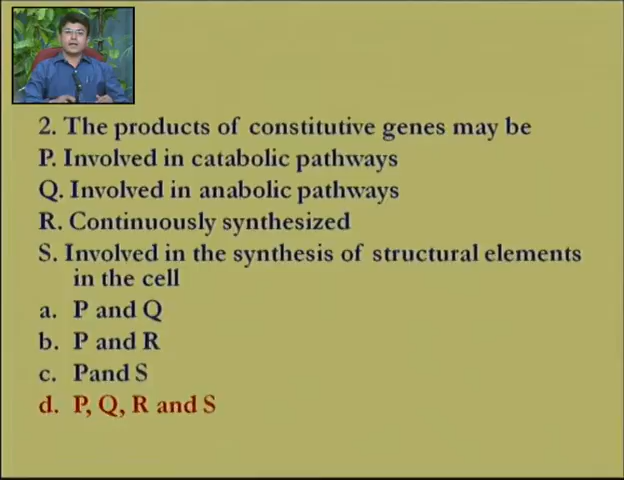 2. The products of constitutive genes may be
P. Involved in catabolic pathways
Q. Involved in anabolic pathways
R. Continuously synthesized
S. Involved in the synthesis of structural elements
in the cell
a. P and Q
b. P and R
c. Pand S
d. P, Q, R and S